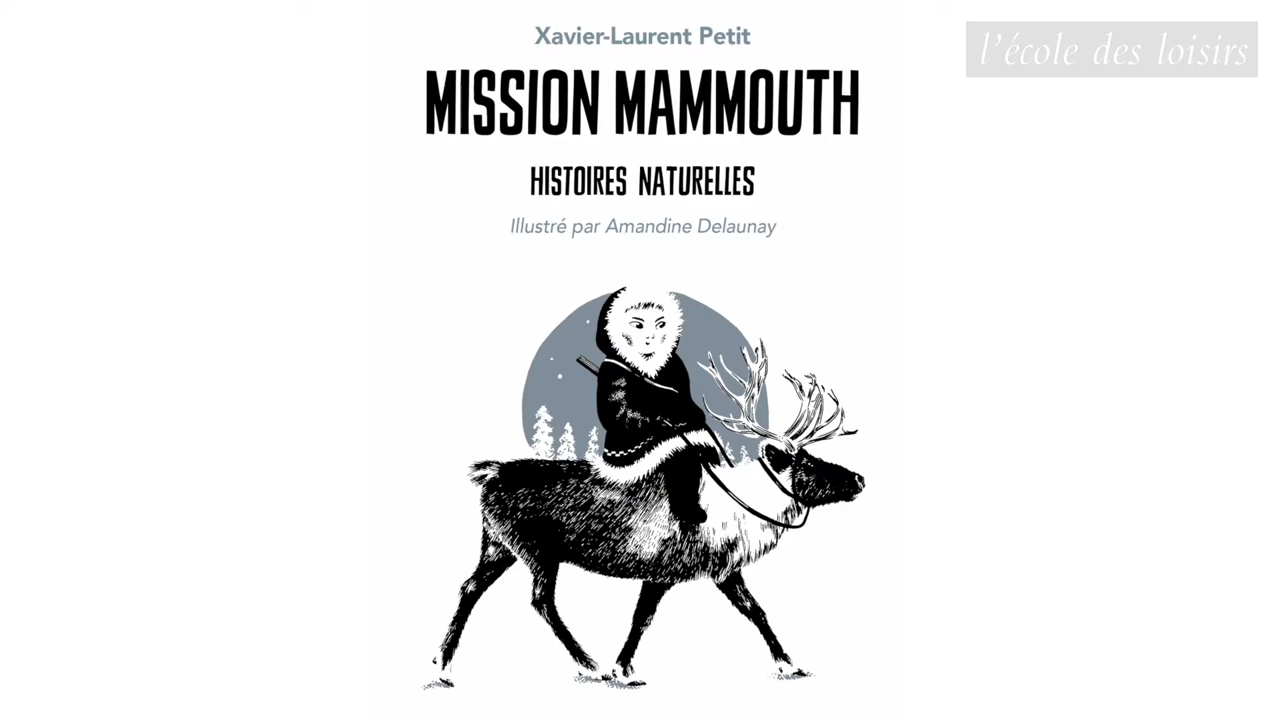 Xavier-Laurent Petit
l'école des loisirs
MISSION MAMMOUTH
HISTOIRES NATURELLES
Illustré par Amandine Delaunay